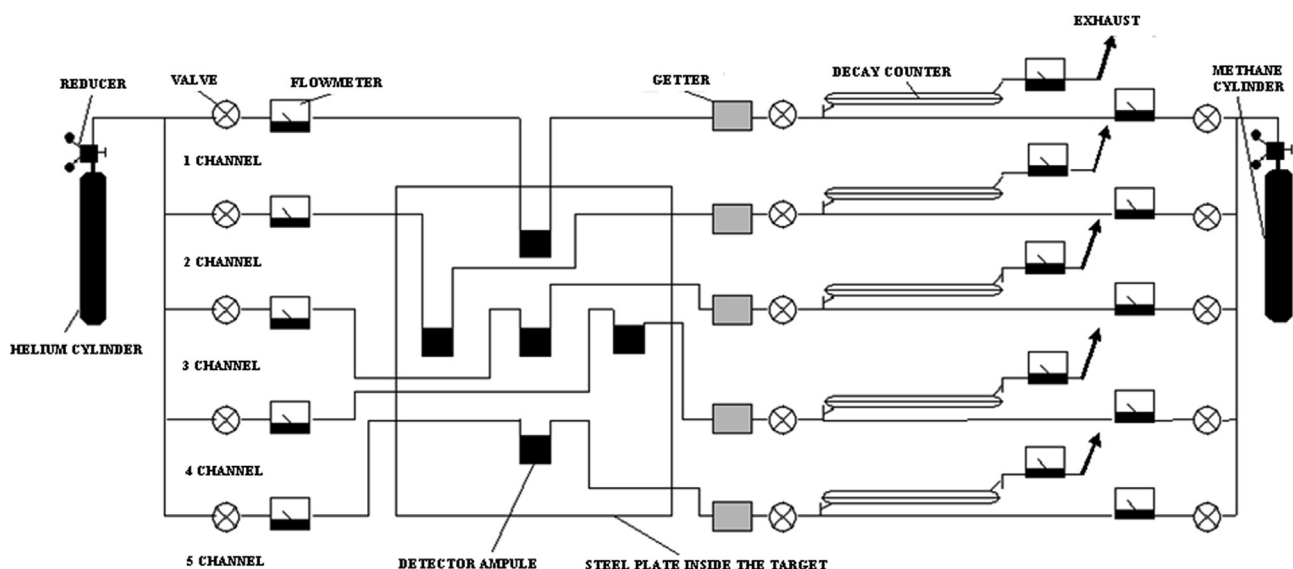 EXHAUST
REDUCER
VALVE
FLOWMETER
GETTER
DECAY COUNTER
METHANE
CYLINDER
1 CHANNEL
2 CHANNEL
HELIUM CYLINDER
3 CHANNEL
4 CHANNEL
5 CHANNEL
DETECTOR AMPULE
STEEL PLATE INSIDE THE TARGET